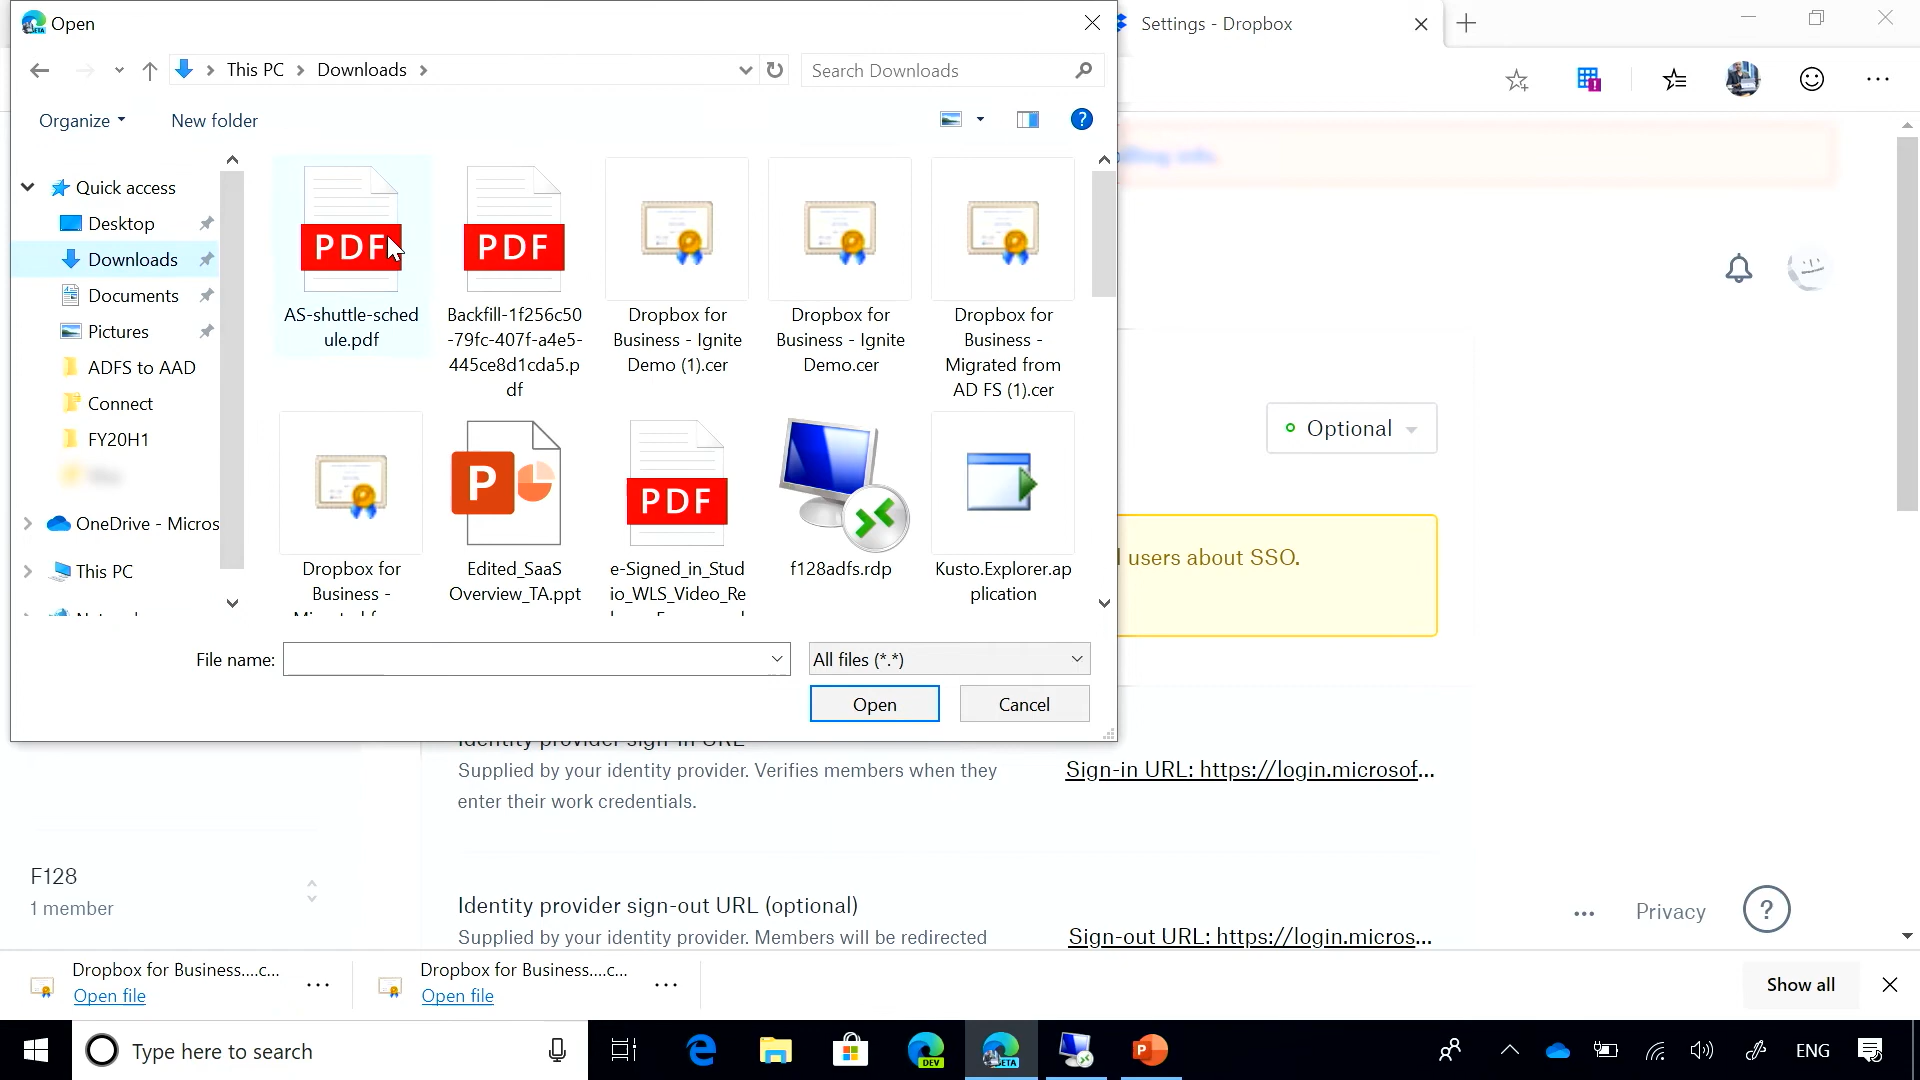 Open
Settings - Dropbox
This PC
Downloads
Search Downloads
Organize
New folder
Quick access
Desktop
Downloads
Documents
Pictures
ADFS to AAD
Connect
FY20H1
OneDrive - Micros
This PC
PDF
AS-shuttle-sched
ule.pdf
PDF
Backfill-1f256c50
-79fc-407f-a4e5-
445ce8d1cda5.p
df
Dropbox for
Business - Ignite
Demo (1).cer
Dropbox for
Business - Ignite
Demo.cer
Dropbox for
Business -
Migrated from
AD FS (1).cer
Dropbox for
Business -
P
Edited_SaaS
Overview_TA.ppt
PDF
e-Signed_in_Stud
io_WLS_Video_Re
f128adfs.rdp
Kusto.Explorer.ap
plication
File name:
All files (*.*)
Open
Cancel
Optional
users about SSO.
Identity provider sign-in URL
Supplied by your identity provider. Verifies members when they
enter their work credentials.
Sign-in URL: https://login.microsof...
F128
1 member
Identity provider sign-out URL (optional)
Supplied by your identity provider. Members will be redirected
Sign-out URL: https://login.micros...
... Privacy ?
Dropbox for Business....c...
Open file
Dropbox for Business....c...
Open file
Show all
Type here to search
DEV
BETA
P
ENG